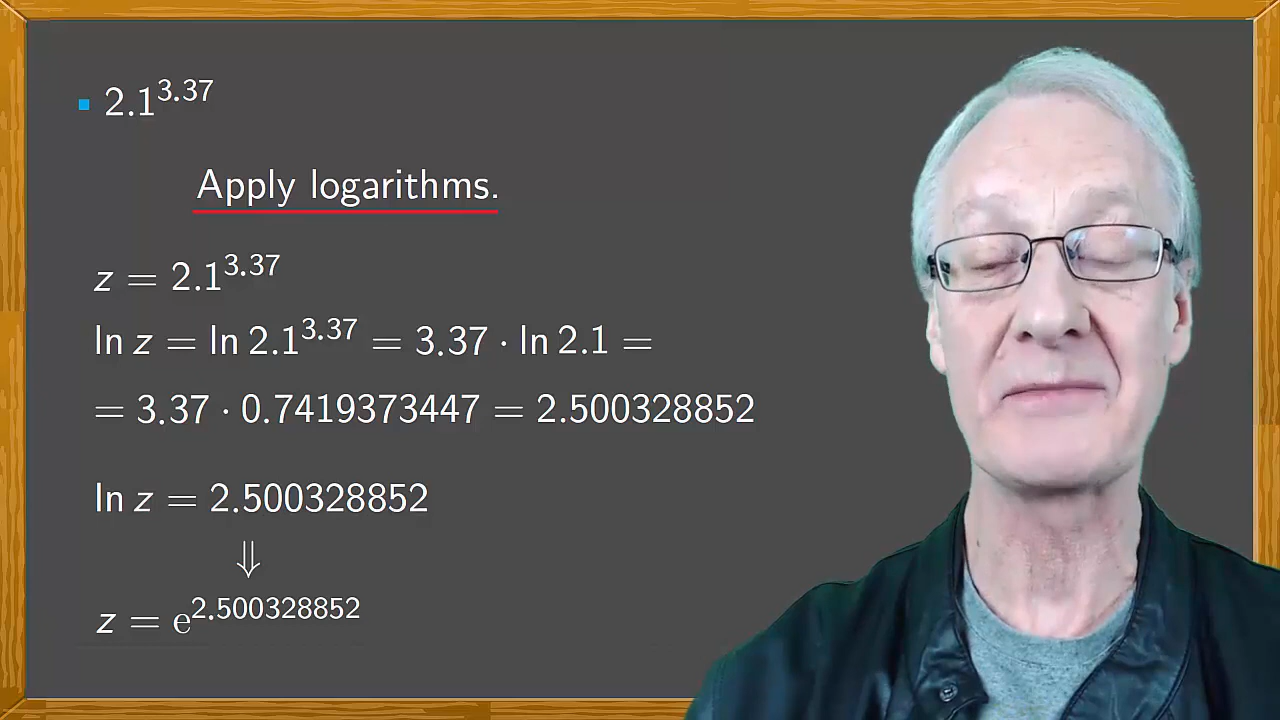 2.1^3.37
Apply logarithms.
z = 2.1^3.37
ln z = ln 2.1^3.37 = 3.37 · ln 2.1 =
= 3.37 · 0.7419373447 = 2.500328852
ln z = 2.500328852
⇓
z = e^2.500328852